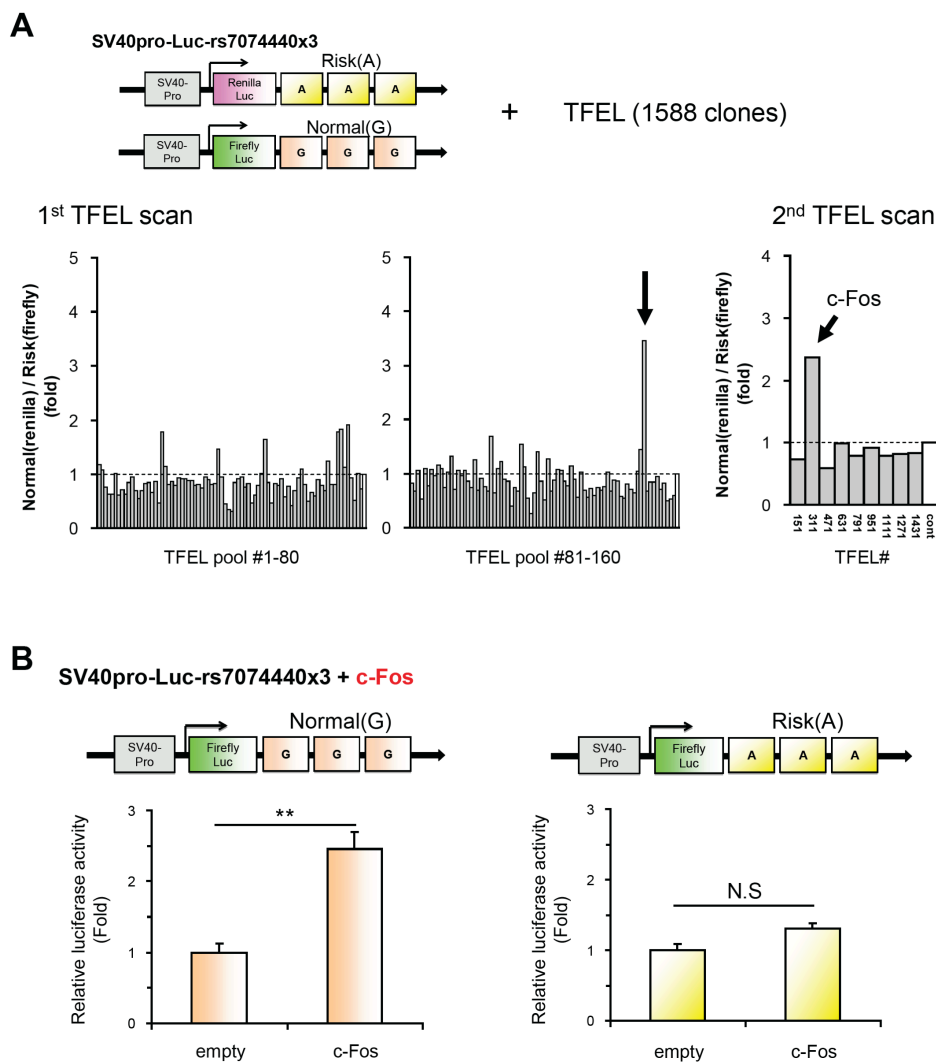 A
SV40pro-Luc-rs7074440x3
Risk(A)
SV40-
Pro
Renilla
Luc
A A A
Normal(G)
SV40-
Pro
Firefly
Luc
G G G
+ TFEL (1588 clones)
1st TFEL scan
2nd TFEL scan
Normal(renilla) / Risk(firefly)
(fold)
5
4
3
2
1
0
TFEL pool #1-80
5
4
3
2
1
0
TFEL pool #81-160
Normal(renilla) / Risk(firefly)
(fold)
4
3
2
1
0
c-Fos
151 311 471 631 791 951 1111 1271 1431 cont
TFEL#
B
SV40pro-Luc-rs7074440x3 + c-Fos
Normal(G)
SV40-
Pro
Firefly
Luc
G G G
Relative luciferase activity
(Fold)
3
2
1
0
**
empty c-Fos
Risk(A)
SV40-
Pro
Firefly
Luc
A A A
Relative luciferase activity
(Fold)
3
2
1
0
N.S
empty c-Fos